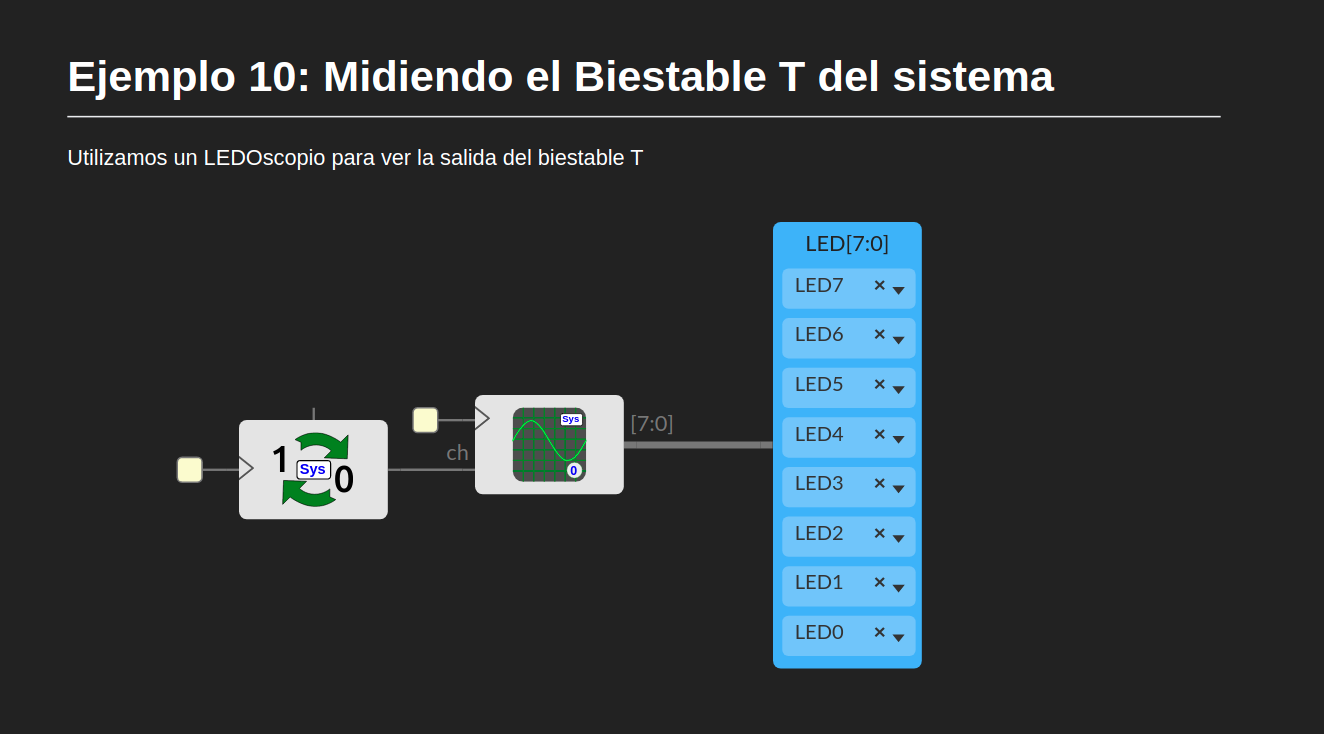 Ejemplo 10: Midiendo el Biestable T del sistema
Utilizamos un LEDOscopio para ver la salida del biestable T
LED[7:0]
LED7 ×
LED6 ×
LED5 ×
LED4 ×
LED3 ×
LED2 ×
LED1 ×
LED0 ×
[7:0]
ch
Sys
0
1
Sys
0